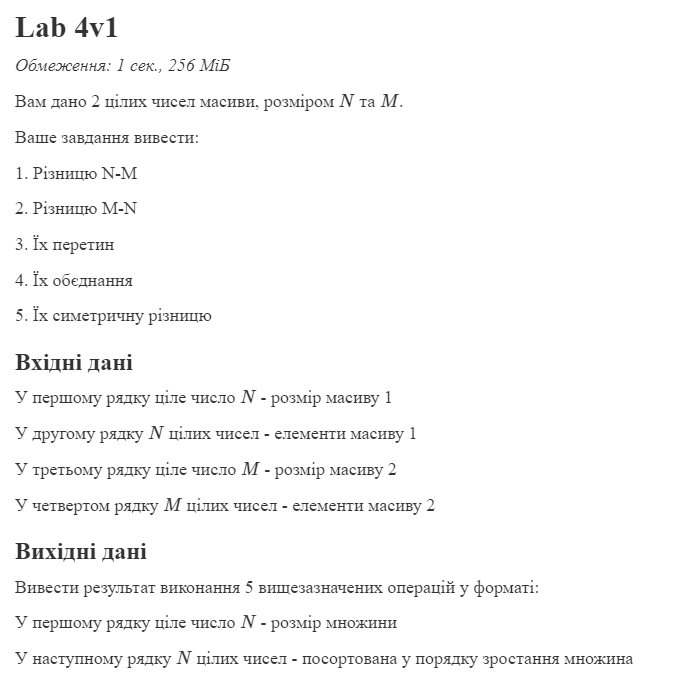 Lab 4v1
Обмеження: 1 сек., 256 МіБ
Вам дано 2 цілих чисел масиви, розміром N та M.
Ваше завдання вивести:
1. Різницю N-M
2. Різницю M-N
3. Їх перетин
4. Їх обєднання
5. Їх симетричну різницю
Вхідні дані
У першому рядку ціле число N - розмір масиву 1
У другому рядку N цілих чисел - елементи масиву 1
У третьому рядку ціле число M - розмір масиву 2
У четвертом рядку M цілих чисел - елементи масиву 2
Вихідні дані
Вивести результат виконання 5 вищезазначених операцій у форматі:
У першому рядку ціле число N - розмір множини
У наступному рядку N цілих чисел - посортована у порядку зростання множина